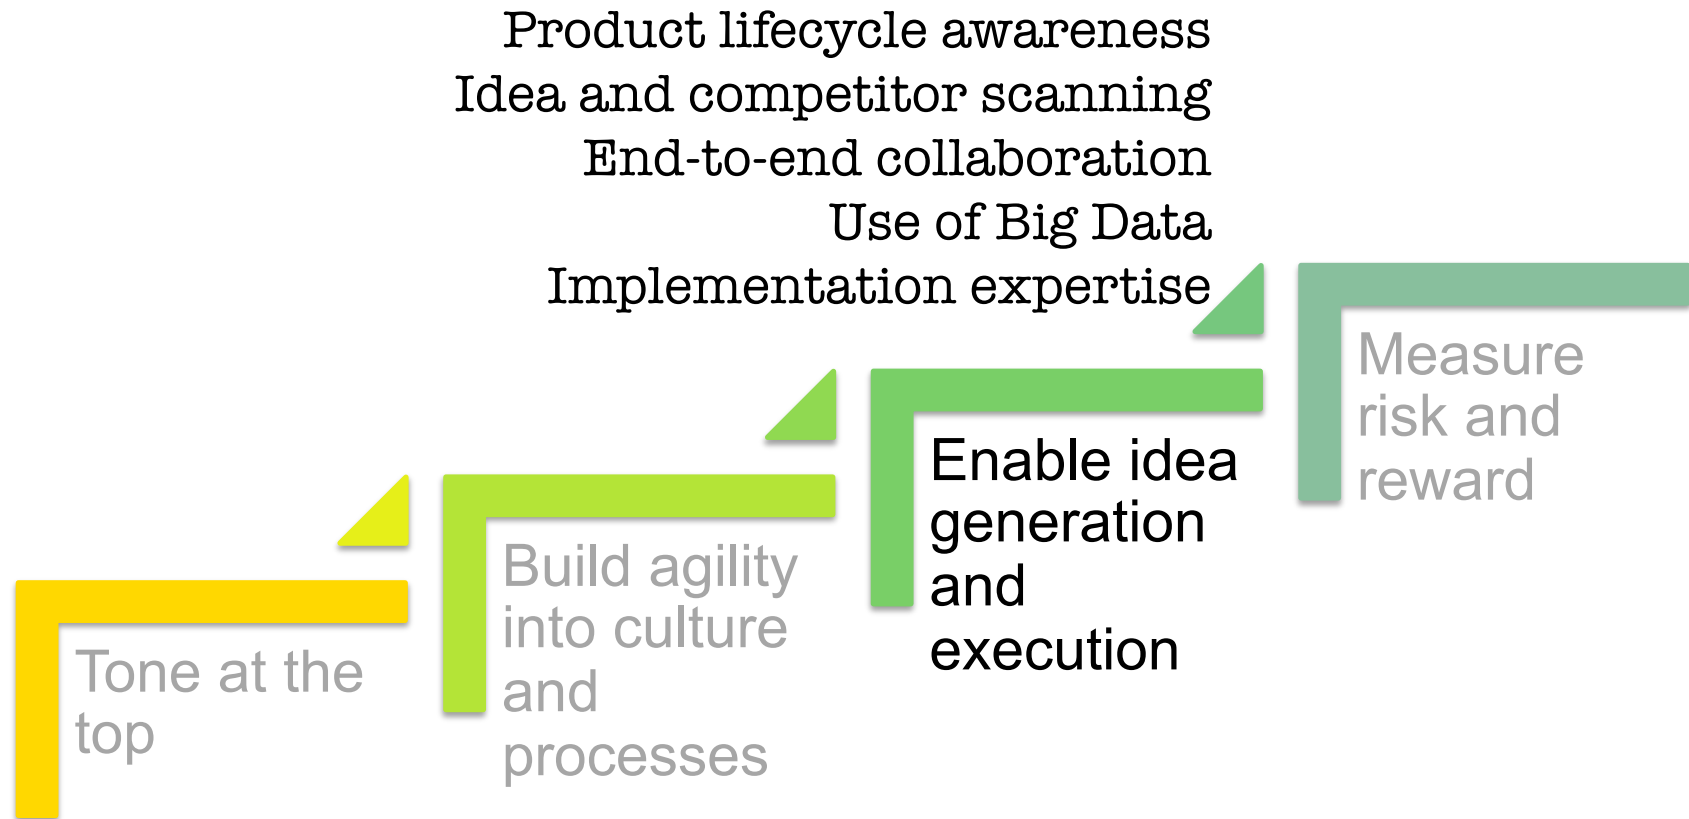 Product lifecycle awareness
Idea and competitor scanning
End-to-end collaboration
Use of Big Data
Implementation expertise
Tone at the
top
Build agility
into culture
and
processes
Enable idea
generation
and
execution
Measure
risk and
reward